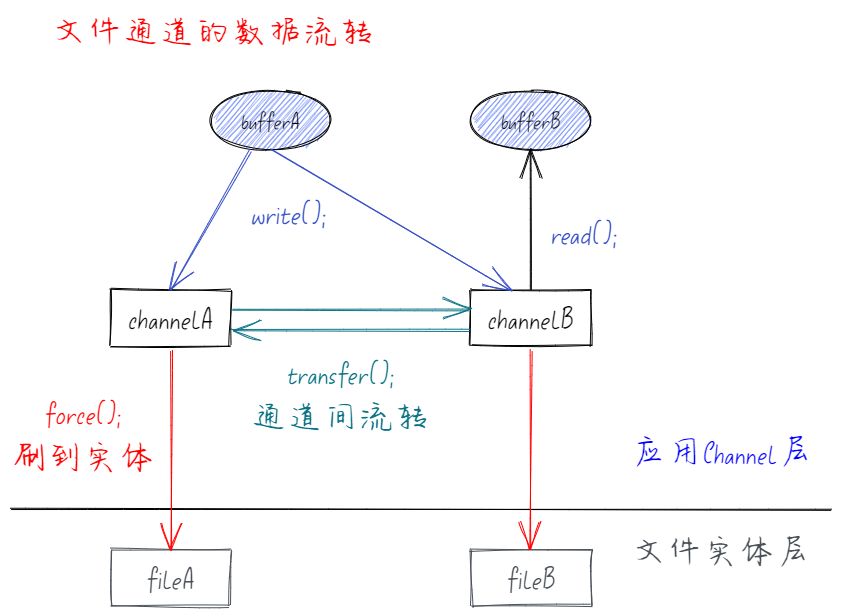 文件通道的数据流转
bufferA
bufferB
write();
read();
channelA
channelB
transfer();
通道间流转
force();
刷到实体
应用Channel层
文件实体层
fileA
fileB